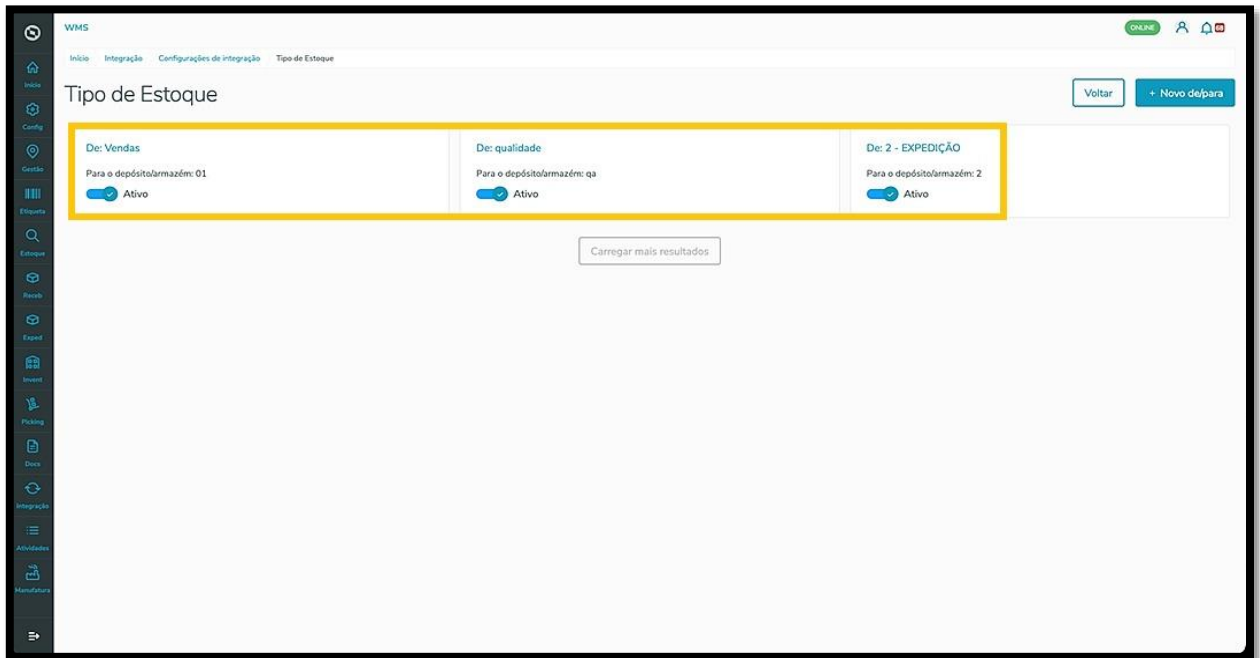 WMS
ONLINE
68
Início Integração Configurações de integração Tipo de Estoque
Tipo de Estoque
Voltar
+ Novo de/para
De: Vendas
Para o depósito/armazém: 01
Ativo
De: qualidade
Para o depósito/armazém: qa
Ativo
De: 2 - EXPEDIÇÃO
Para o depósito/armazém: 2
Ativo
Carregar mais resultados
Início
Config
Gestão
Etiqueta
Estoque
Receb
Exped
Invent
Picking
Docs
Integração
Atividades
Manufatura